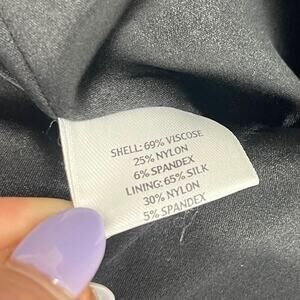 SHELL: 69% VISCOSE
25% NYLON
6% SPANDEX
LINING: 65% SILK
30% NYLON
5% SPANDEX